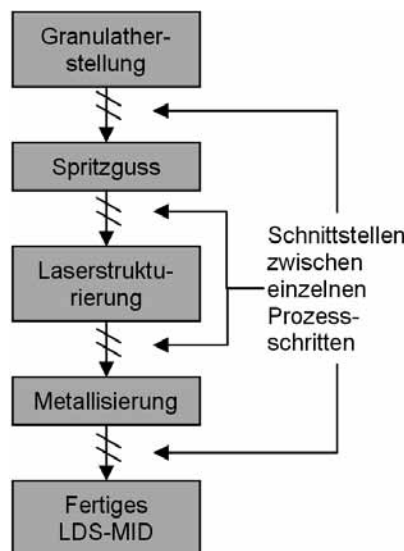 Granulather-
stellung
Spritzguss
Laserstruktu-
rierung
Metallisierung
Fertiges
LDS-MID
Schnittstellen
zwischen
einzelnen
Prozess-
schritten